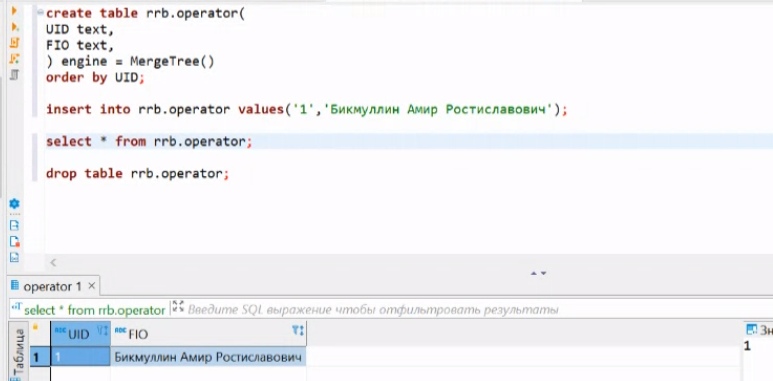 create table rrb.operator(
UID text,
FIO text,
) engine = MergeTree()
order by UID;
insert into rrb.operator values('1','Бикмуллин Амир Ростиславович');
select * from rrb.operator;
drop table rrb.operator;
operator 1
select * from rrb.operator Введите SQL выражение чтобы отфильтровать результаты
Таблица
ABC UID ABC FIO
1 1 Бикмуллин Амир Ростиславович
Зн
1